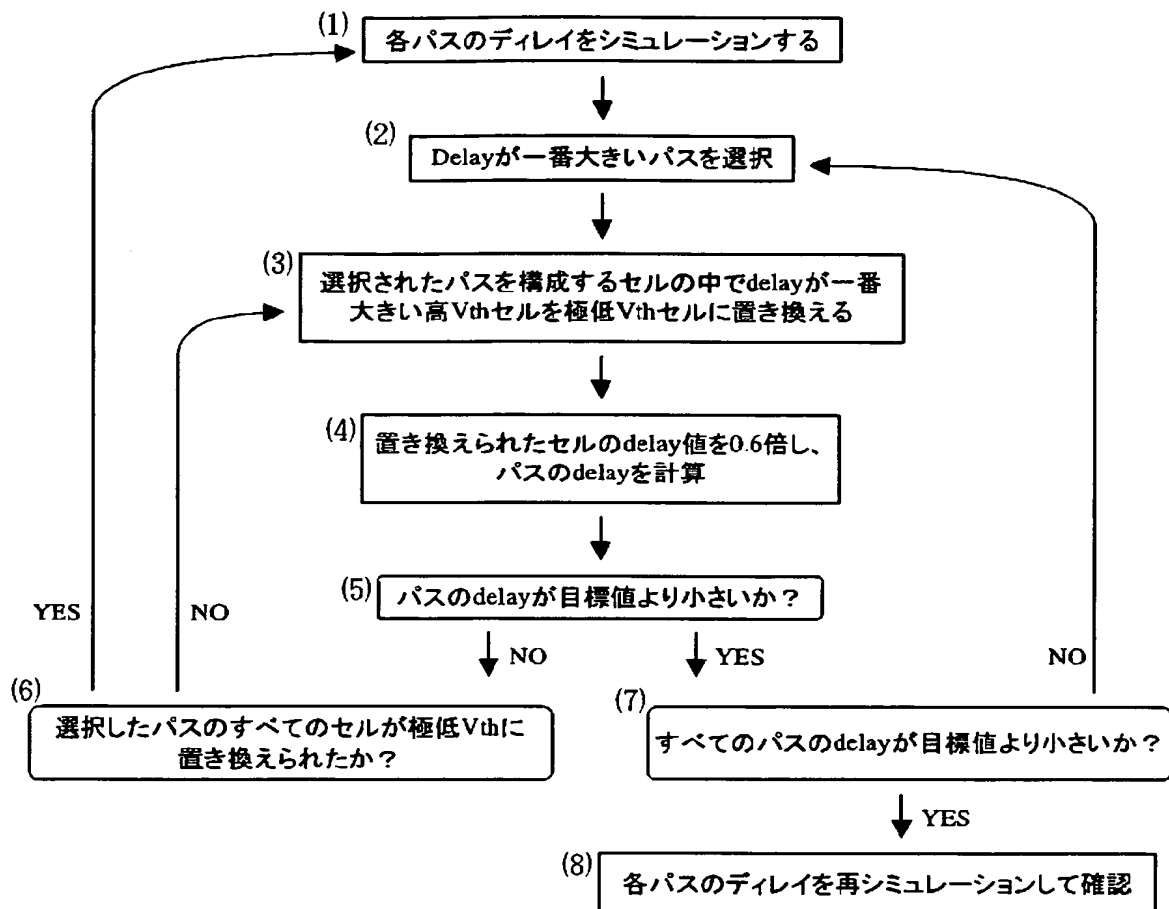 (1)
各パスのディレイをシミュレーションする
(2)
Delayが一番大きいパスを選択
(3)
選択されたパスを構成するセルの中でdelayが一番
大きい高Vthセルを極低Vthセルに置き換える
(4)
置き換えられたセルのdelay値を0.6倍し、
パスのdelayを計算
(5)
パスのdelayが目標値より小さいか？
YES
NO
NO
YES
NO
(6)
選択したパスのすべてのセルが極低Vthに
置き換えられたか？
(7)
すべてのパスのdelayが目標値より小さいか？
YES
(8)
各パスのディレイを再シミュレーションして確認